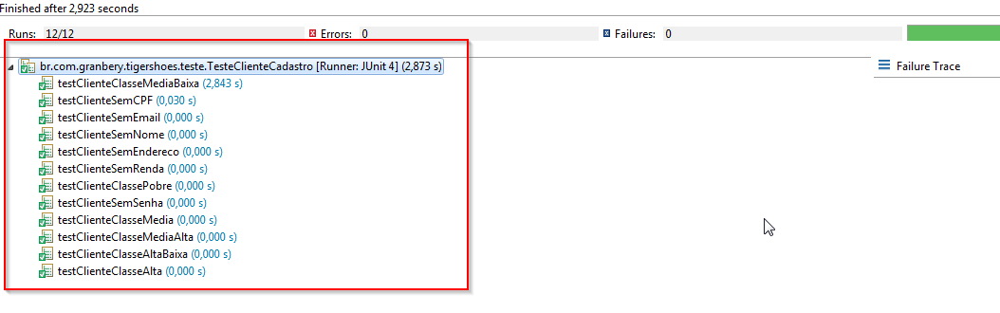 Finished after 2,923 seconds
Runs: 12/12 Errors: 0 Failures: 0
br.com.granbery.tigershoes.teste.TesteClienteCadastro [Runner: JUnit 4] (2,873 s)
Failure Trace
testClienteClasseMediaBaixa (2,843 s)
testClienteSemCPF (0,030 s)
testClienteSemEmail (0,000 s)
testClienteSemNome (0,000 s)
testClienteSemEndereco (0,000 s)
testClienteSemRenda (0,000 s)
testClienteClassePobre (0,000 s)
testClienteSemSenha (0,000 s)
testClienteClasseMedia (0,000 s)
testClienteClasseMediaAlta (0,000 s)
testClienteClasseAltaBaixa (0,000 s)
testClienteClasseAlta (0,000 s)